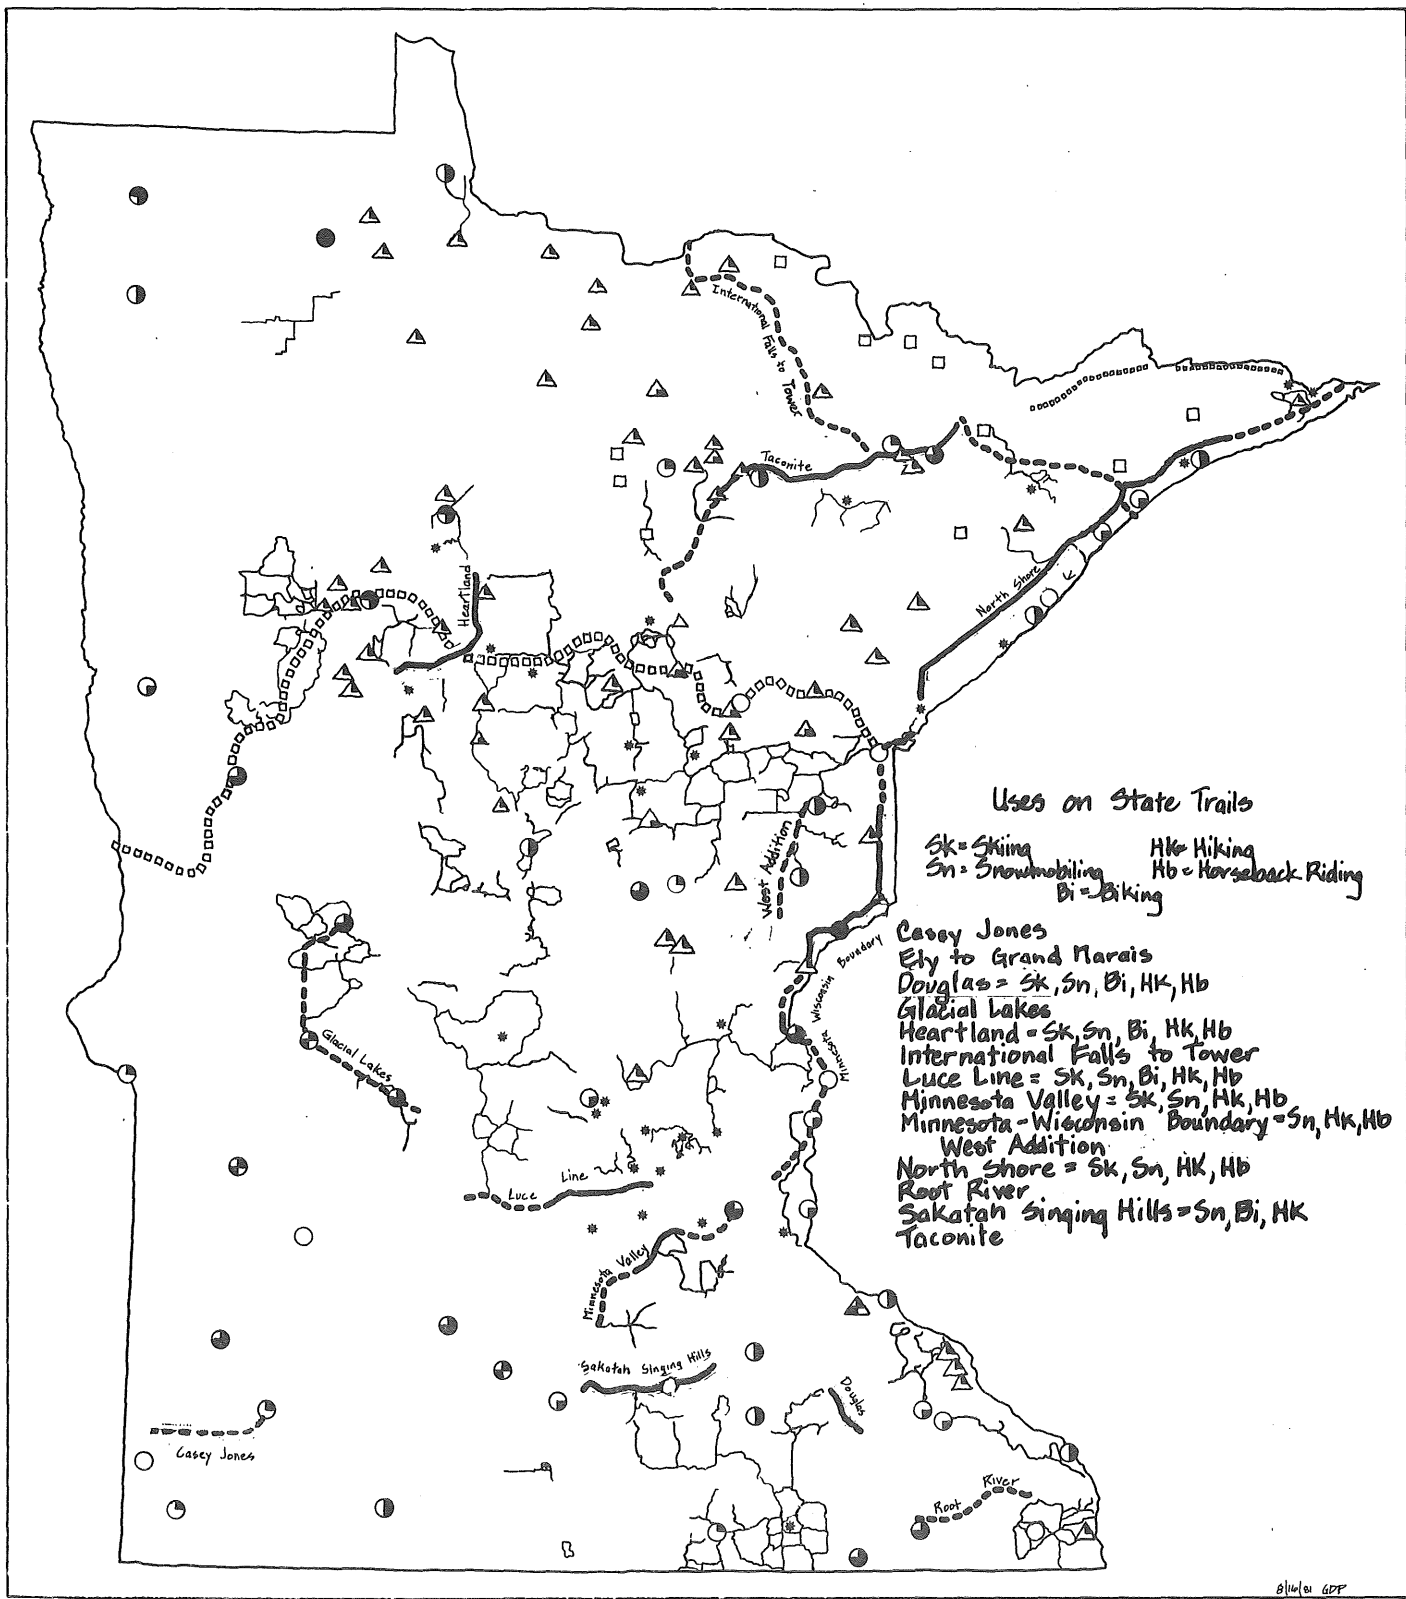 International Falls to Tower
Taconite
Heartland
North Shore
West Addition
Minnesota Wisconsin Boundary
Glacial Lakes
Luce Line
Minnesota Valley
Sakatah Singing Hills
Douglas
Casey Jones
Root River
Uses on State Trails
Sk = Skiing Hk= Hiking
Sn = Snowmobiling Hb = Horseback Riding
Bi = Biking
Casey Jones
Ely to Grand Marais
Douglas = Sk, Sn, Bi, Hk, Hb
Glacial Lakes
Heartland = Sk, Sn, Bi, Hk, Hb
International Falls to Tower
Luce Line = Sk, Sn, Bi, Hk, Hb
Minnesota Valley = Sk, Sn, Hk, Hb
Minnesota-Wisconsin Boundary = Sn, Hk, Hb
West Addition
North Shore = Sk, Sn, Hk, Hb
Root River
Sakatah Singing Hills = Sn, Bi, Hk
Taconite
8/16/81 GDP